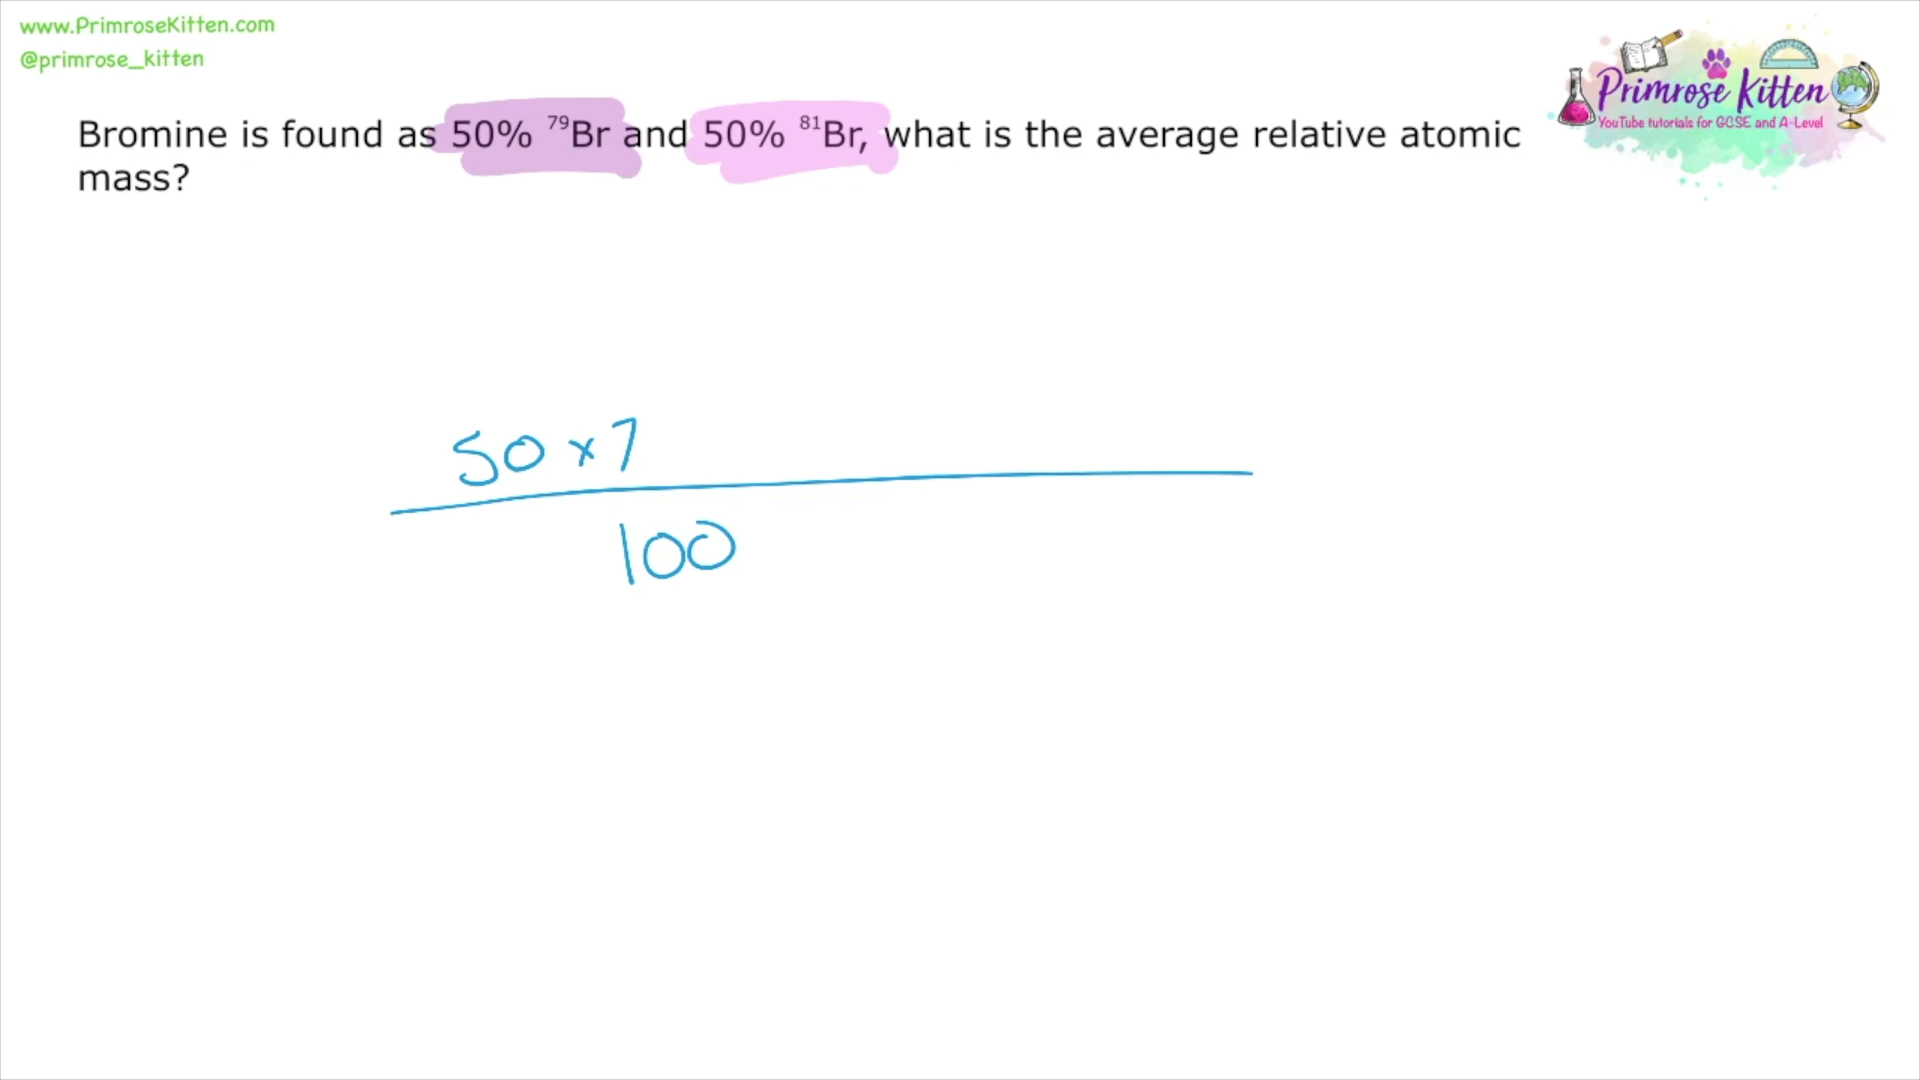 www.PrimroseKitten.com
@primrose_kitten
Primrose Kitten
YouTube tutorials for GCSE and A-Level
Bromine is found as 50% ⁷⁹Br and 50% ⁸¹Br, what is the average relative atomic
mass?
50 x 7
100